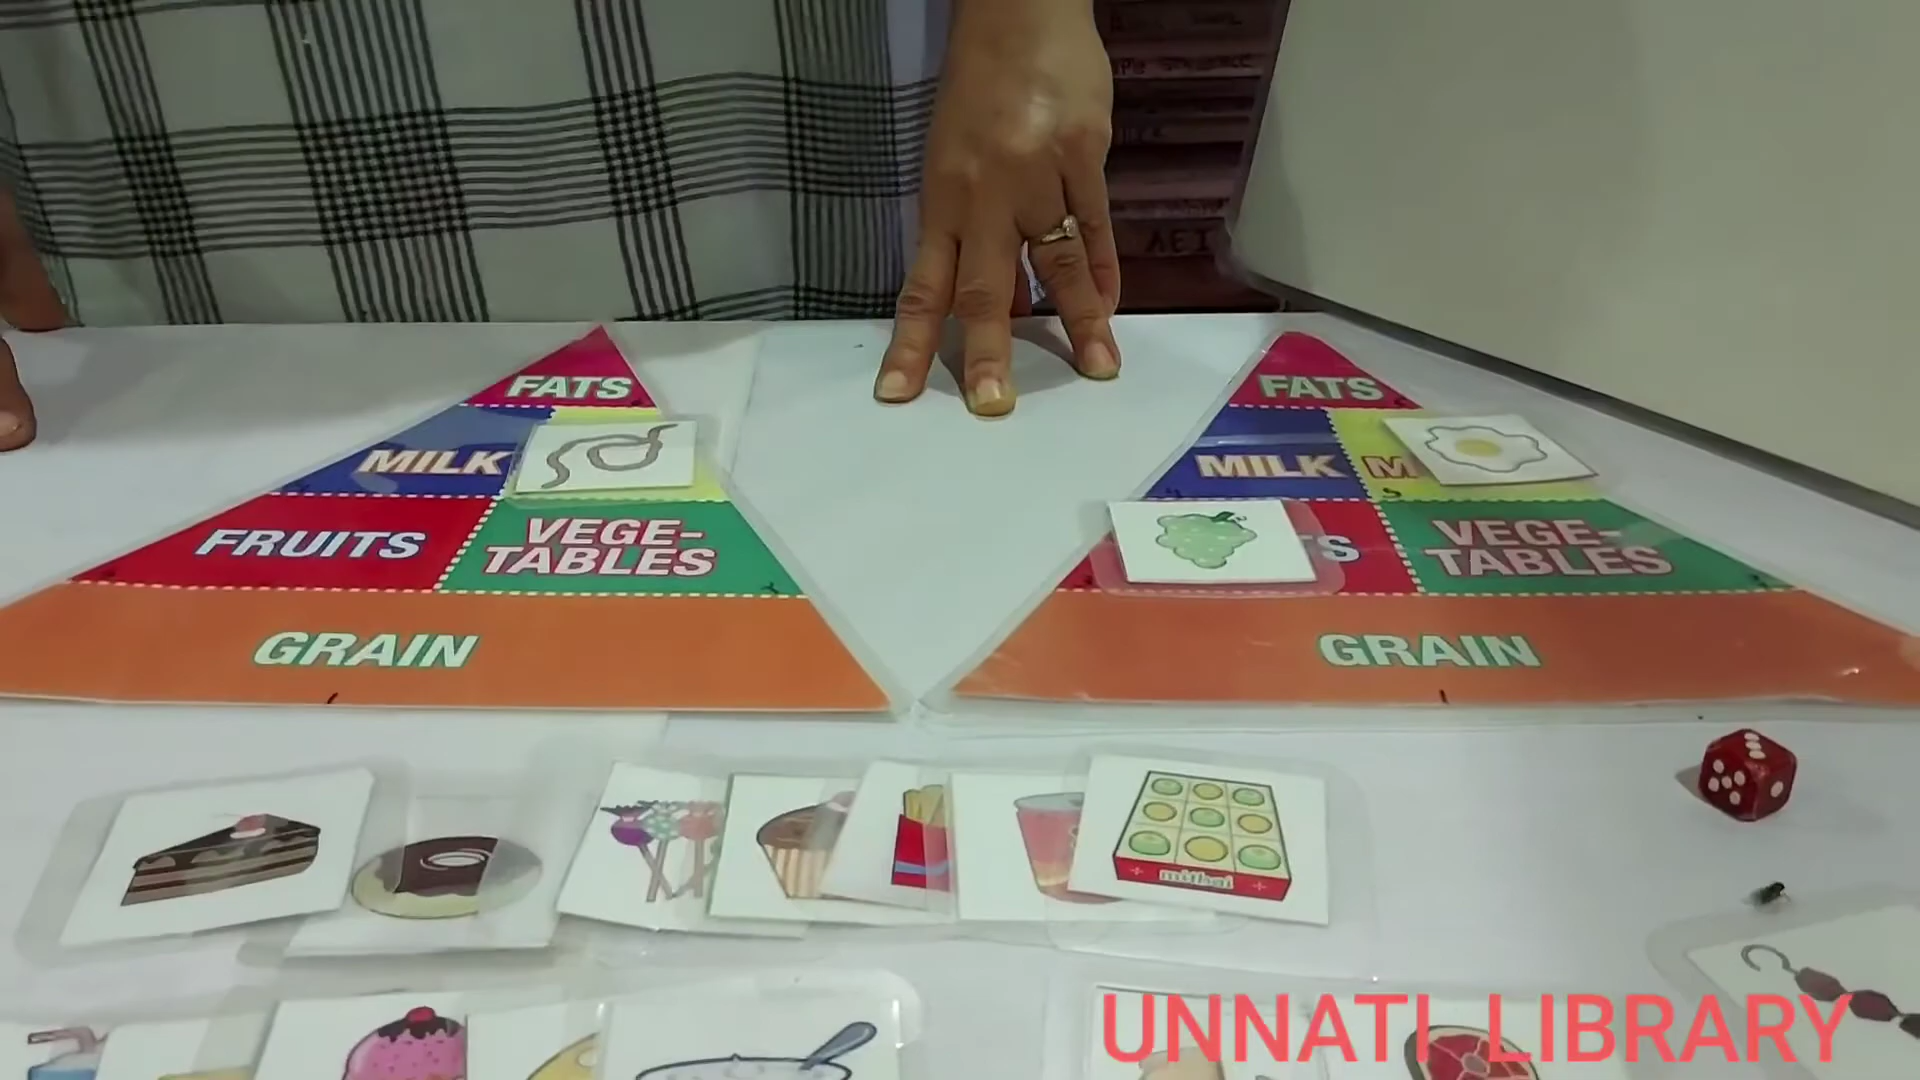 FATS
MILK
FRUITS
VEGE-
TABLES
GRAIN
FATS
MILK
M
S
VEGE-
TABLES
GRAIN
mithai
UNNATI LIBRARY